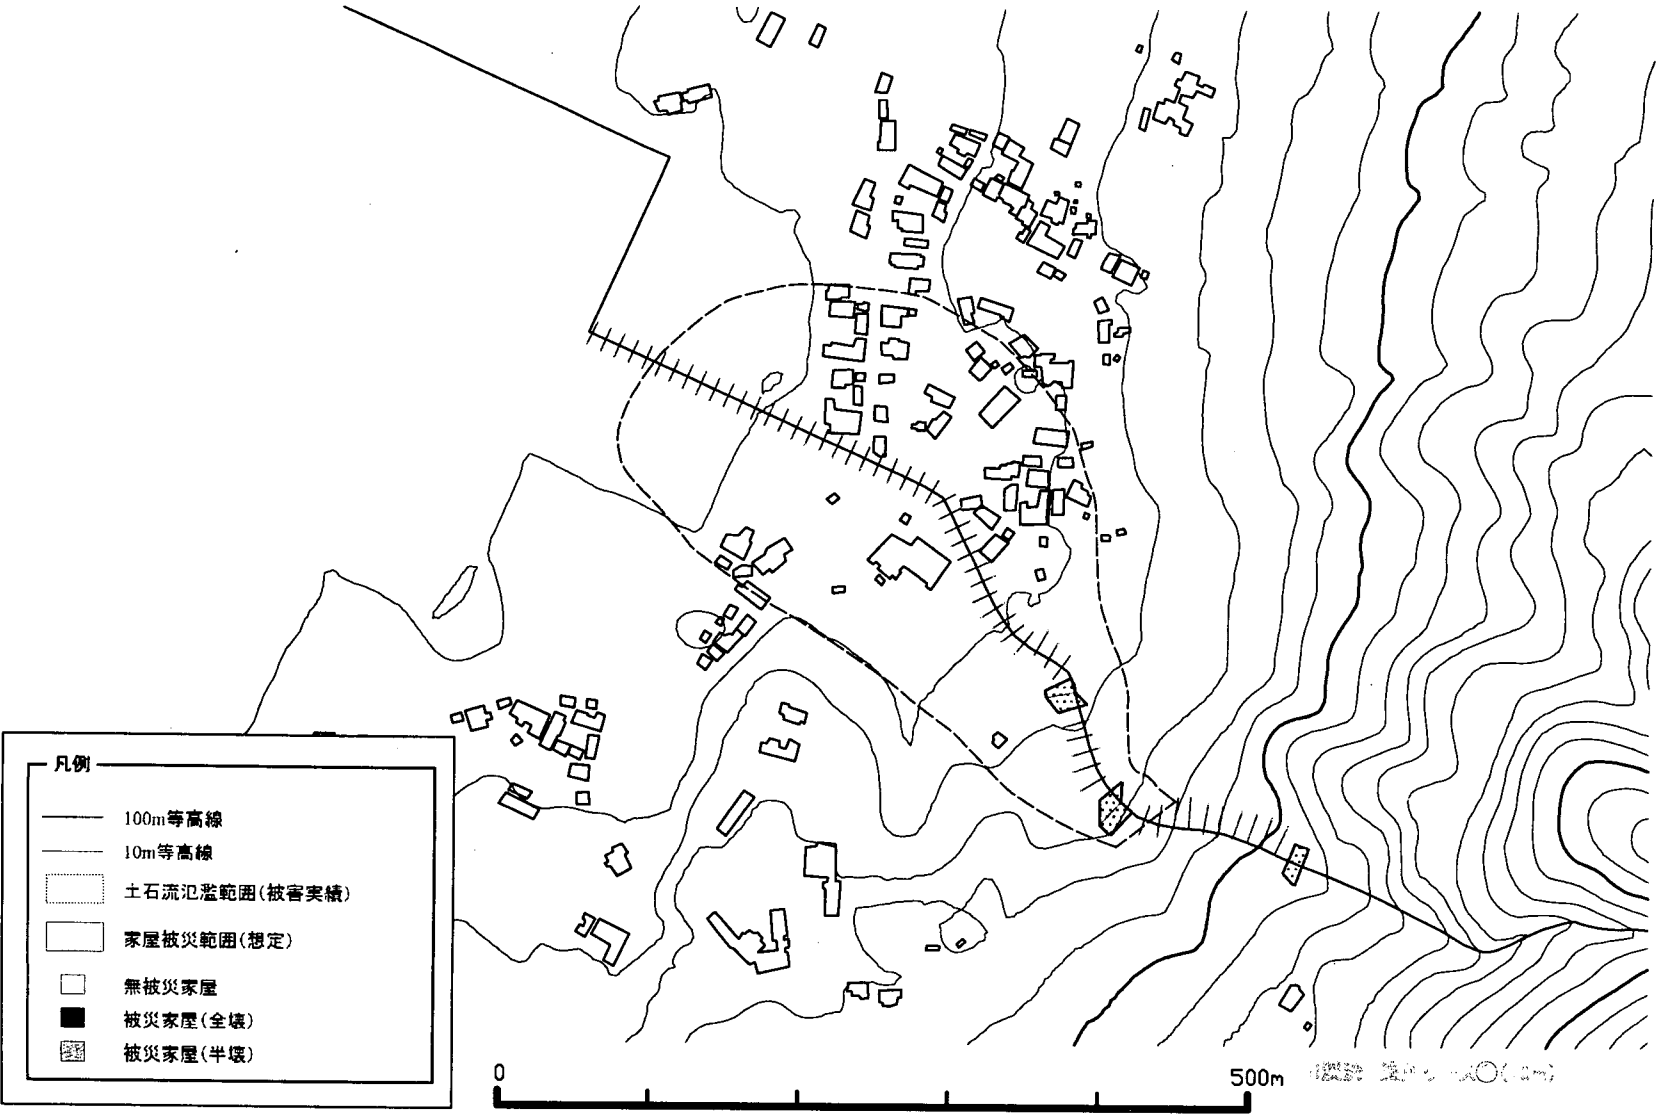 凡例
100m等高線
10m等高線
土石流氾濫範囲(被害実績)
家屋被災範囲(想定)
無被災家屋
被災家屋(全壊)
被災家屋(半壊)
0 500m